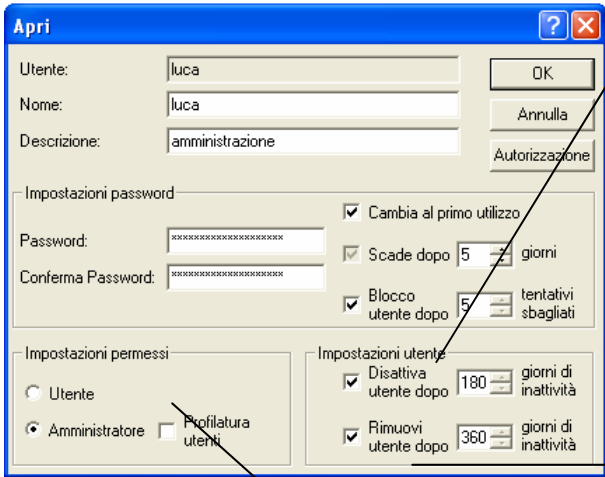 Apri
Utente: luca
OK
Nome: luca
Annulla
Descrizione: amministrazione
Autorizzazione
Impostazioni password
Cambia al primo utilizzo
Password: *******************
Scade dopo 5 giorni
Conferma Password: *******************
Blocco utente dopo 5 tentativi sbagliati
Impostazioni permessi
Utente
Amministratore
Profilatura utenti
Impostazioni utente
Disattiva utente dopo 180 giorni di inattività
Rimuovi utente dopo 360 giorni di inattività